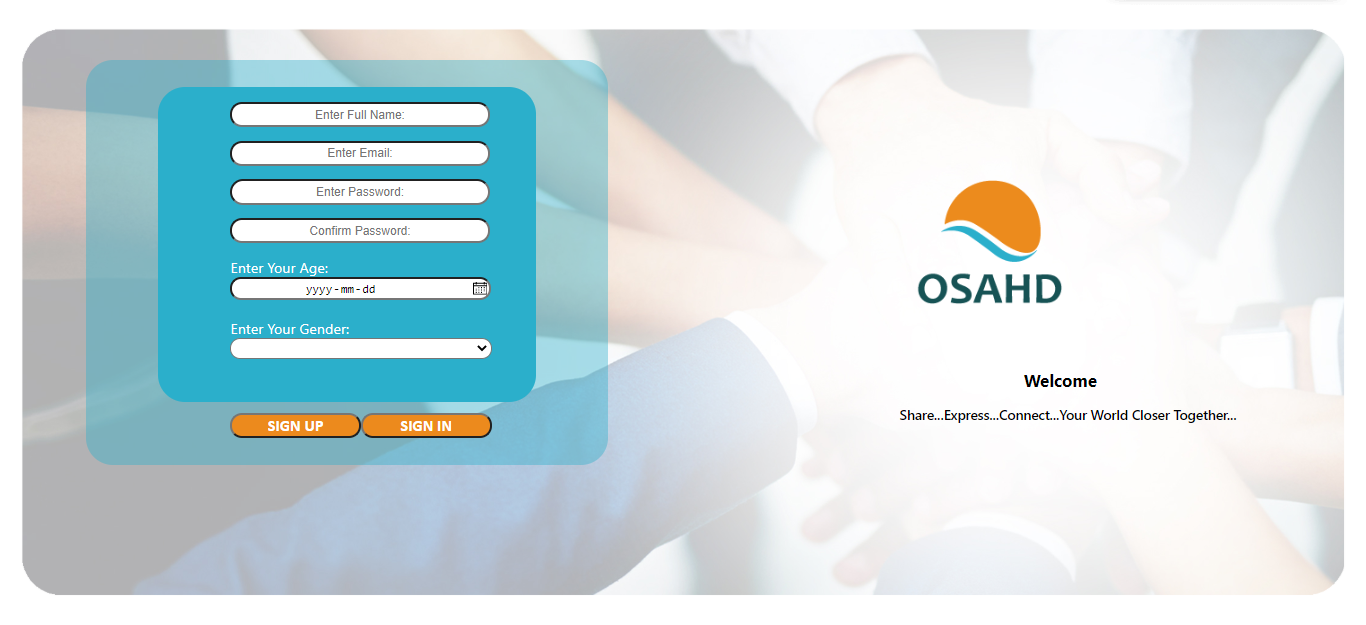 Enter Full Name:
Enter Email:
Enter Password:
Confirm Password:
Enter Your Age:
yyyy-mm-dd
Enter Your Gender:
SIGN UP SIGN IN
OSAHD
Welcome
Share...Express...Connect...Your World Closer Together...